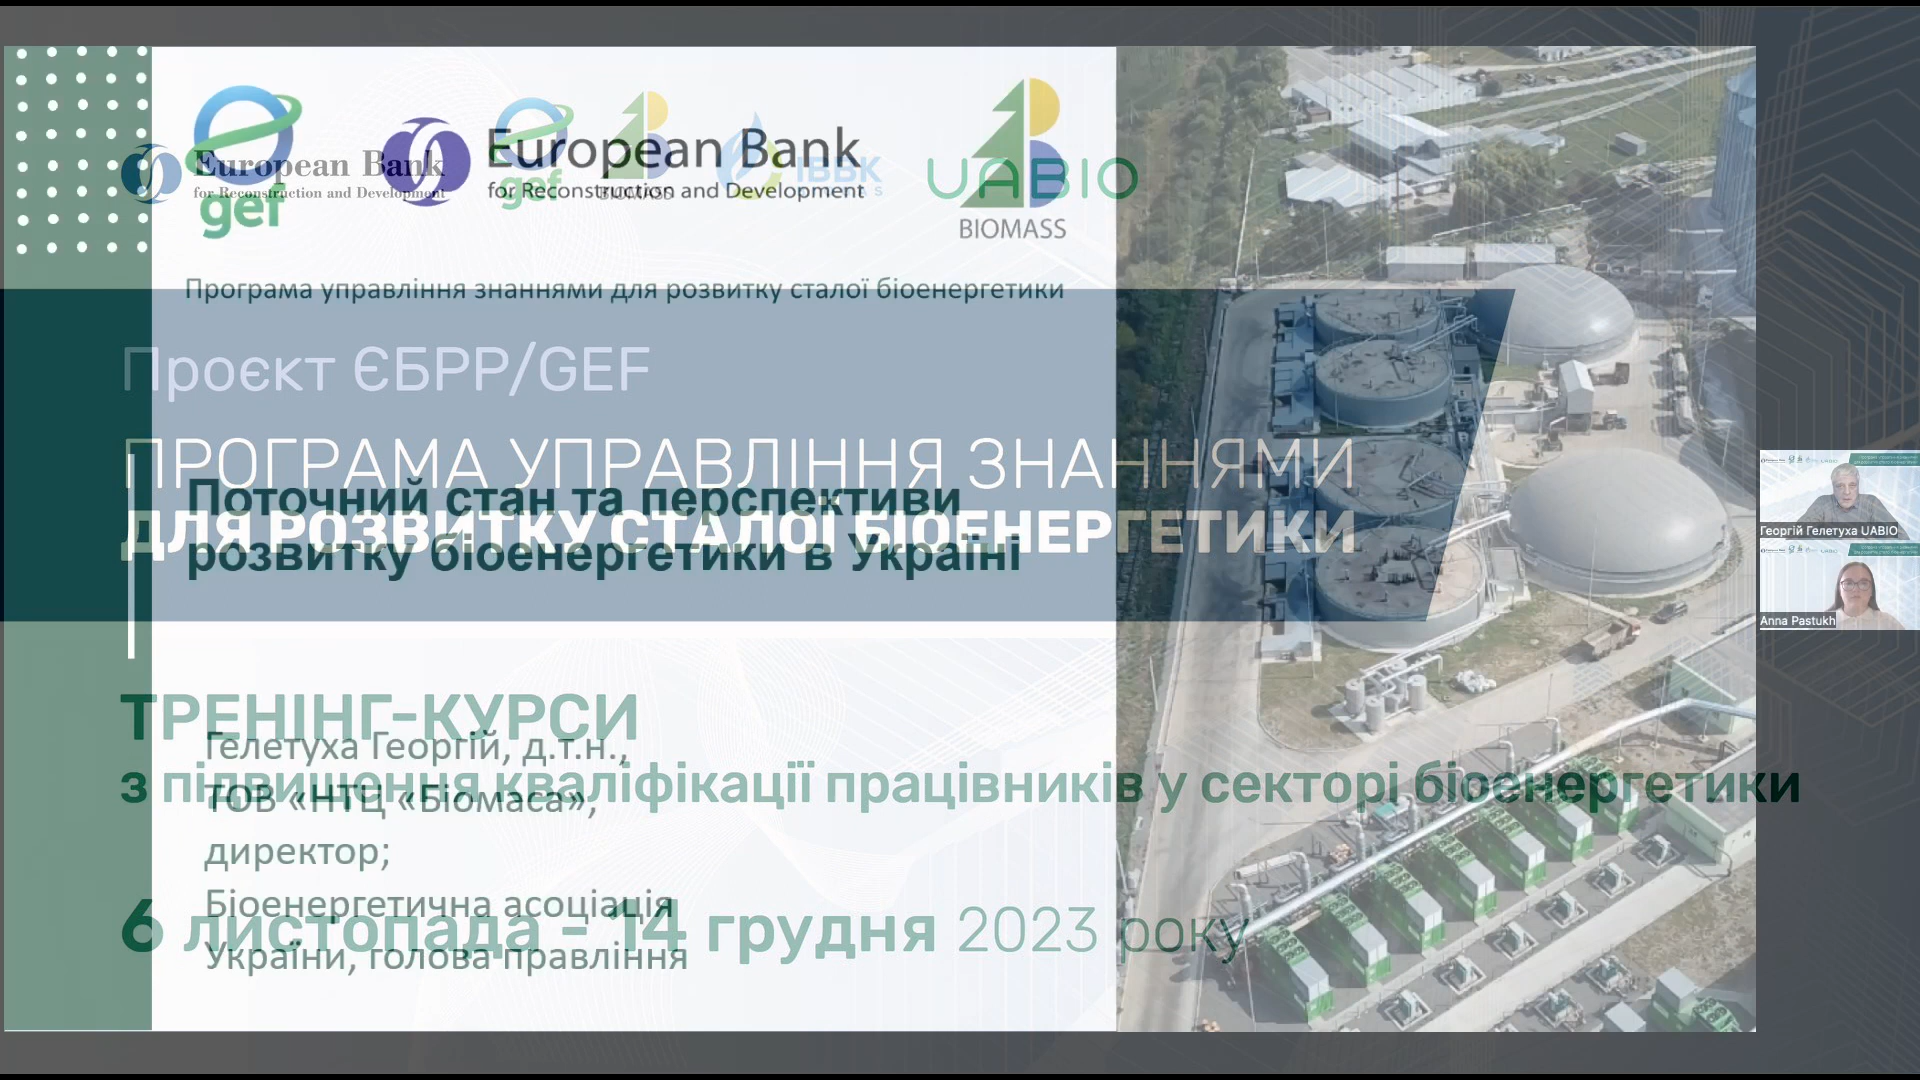 gef
European Bank
for Reconstruction and Development
BIOMASS
European Bank
for Reconstruction and Development
gef
BIOMASS
IBBK
UABIO
Програма управління знаннями для розвитку сталої біоенергетики
Проєкт ЄБРР/GEF
ПРОГРАМА УПРАВЛІННЯ ЗНАННЯМИ
ДЛЯ РОЗВИТКУ СТАЛОЇ БІОЕНЕРГЕТИКИ
Поточний стан та перспективи
розвитку біоенергетики в Україні
ТРЕНІНГ-КУРСИ
з підвищення кваліфікації працівників у секторі біоенергетики
6 листопада - 14 грудня 2023 року
Гелетуха Георгій, д.т.н.,
ТОВ «НТЦ «Біомаса»,
директор;
Біоенергетична асоціація
України, голова правління
Георгій Гелетуха UABIO
Anna Pastukh